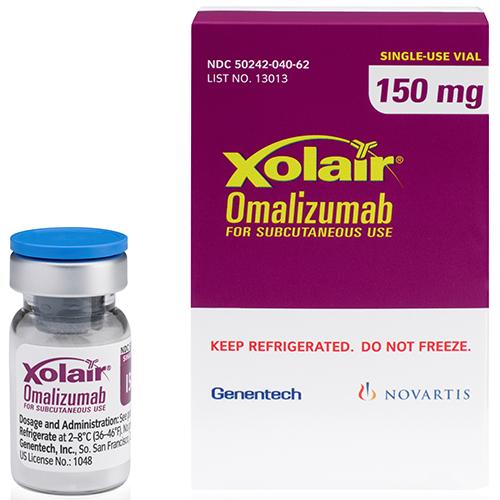 NDC 50242-040-62
LIST NO. 13013
SINGLE-USE VIAL
150 mg
Xolair®
Omalizumab
FOR SUBCUTANEOUS USE
KEEP REFRIGERATED. DO NOT FREEZE.
Genentech
NOVARTIS
Xolair®
Omalizumab
FOR SUBCUTANEOUS USE
Dosage and Administration: See
Refrigerate at 2–8°C (36–46°F).
Genentech, Inc., So. San Francisco,
US License No.: 1048